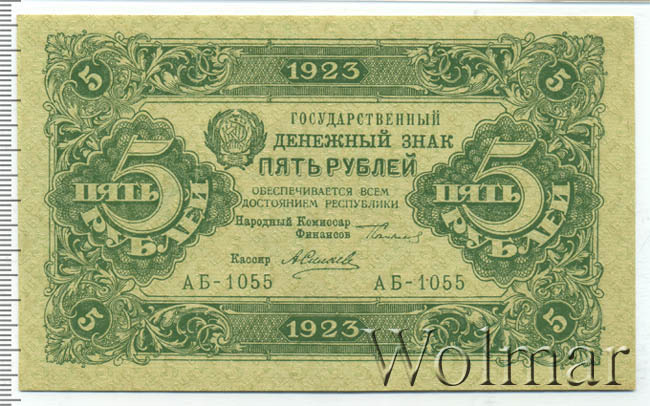 5 1923 5
ГОСУДАРСТВЕННЫЙ
ДЕНЕЖНЫЙ ЗНАК
ПЯТЬ РУБЛЕЙ
ОБЕСПЕЧИВАЕТСЯ ВСЕМ
ДОСТОЯНИЕМ РЕСПУБЛИКИ
Народный Комиссар
Финансов
Кассир
АБ-1055 АБ-1055
5 ПЯТЬ РУБЛЕЙ
5 ПЯТЬ РУБЛЕЙ
5 1923 5
Wolmar